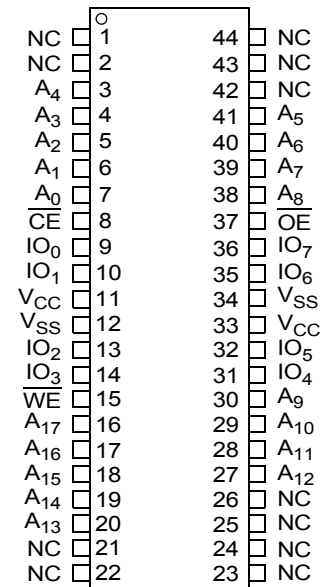 NC 1 44 NC
NC 2 43 NC
A4 3 42 NC
A3 4 41 A5
A2 5 40 A6
A1 6 39 A7
A0 7 38 A8
CE 8 37 OE
IO0 9 36 IO7
IO1 10 35 IO6
VCC 11 34 VSS
VSS 12 33 VCC
IO2 13 32 IO5
IO3 14 31 IO4
WE 15 30 A9
A17 16 29 A10
A16 17 28 A11
A15 18 27 A12
A14 19 26 NC
A13 20 25 NC
NC 21 24 NC
NC 22 23 NC